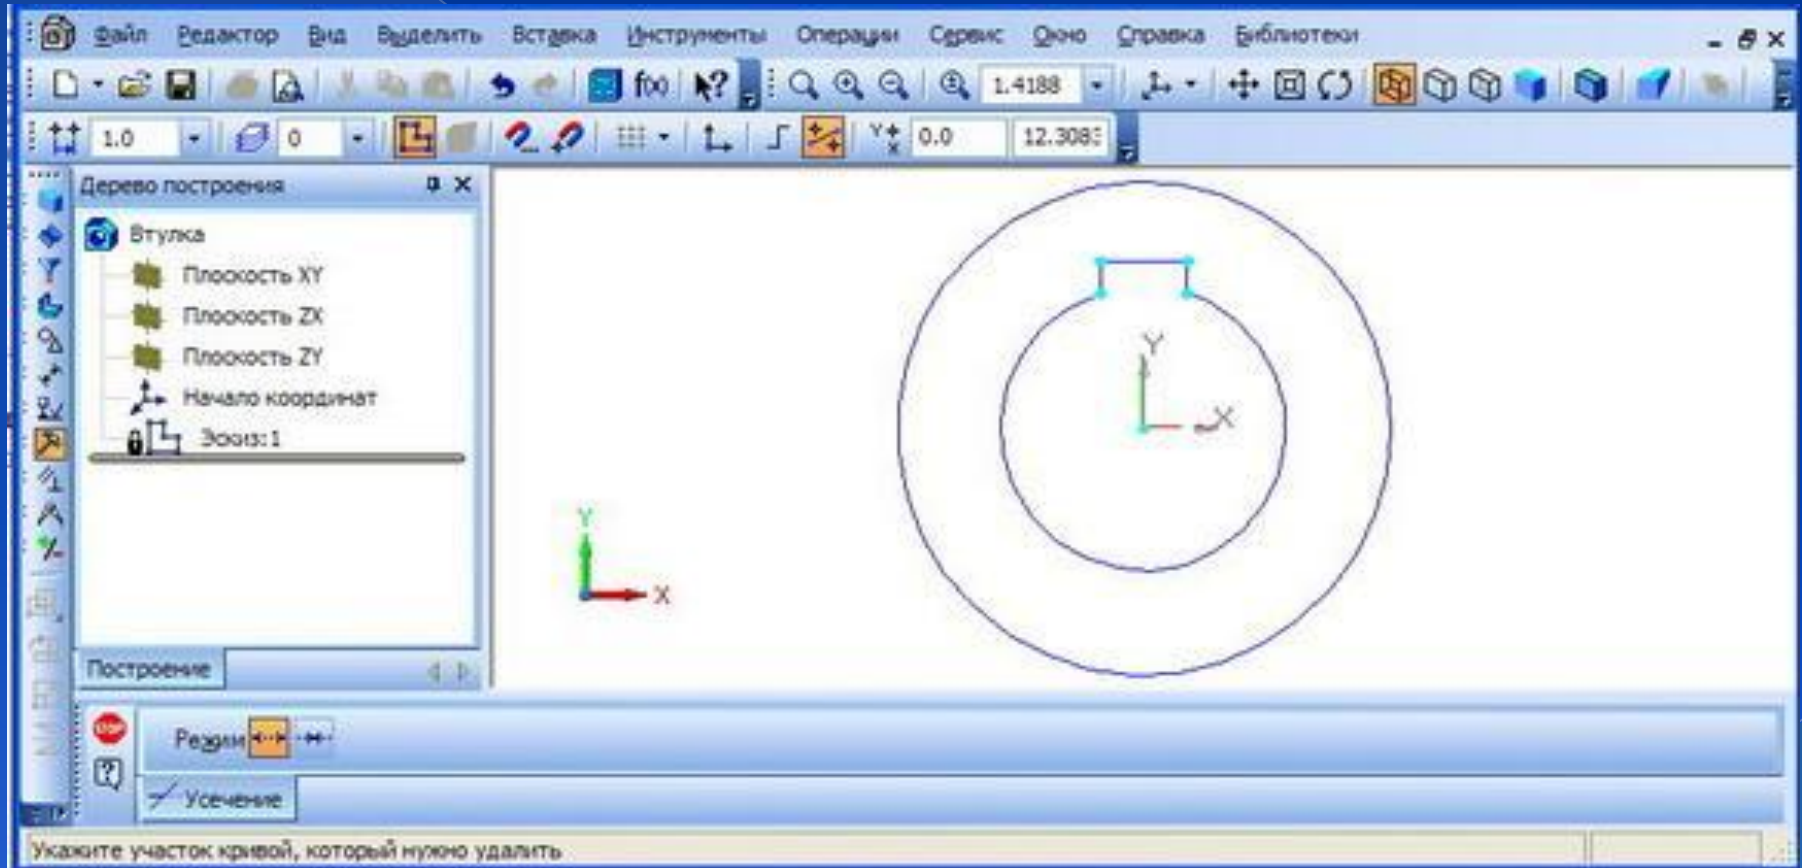 Файл Редактор Вид Выделить Вставка Инструменты Операции Сервис Окно Справка Библиотеки
f(x) ? 1.4188
1.0 0 0.0 12.308
Дерево построения
Втулка
Плоскость XY
Плоскость ZX
Плоскость ZY
Начало координат
Эскиз:1
Y
X
Y
X
Построение
STOP
Режим
?
Усечение
Укажите участок кривой, который нужно удалить